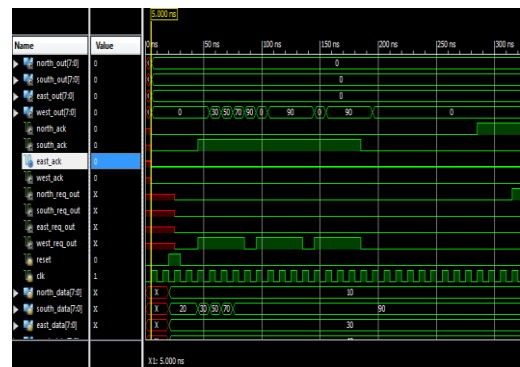 5.000 ns
Name Value 0 ns 50 ns 100 ns 150 ns 200 ns 250 ns 300 ns
north_out[7:0] 0 0
south_out[7:0] 0 0
east_out[7:0] 0 0
west_out[7:0] 0 0 30 50 70 90 0 90 0 90 0
north_ack 0
south_ack 0
east_ack 0
west_ack 0
north_req_out X
south_req_out X
east_req_out X
west_req_out X
reset 0
clk 1
north_data[7:0] X X 10
south_data[7:0] X X 20 30 50 70 90
east_data[7:0] X X 30
X1: 5.000 ns